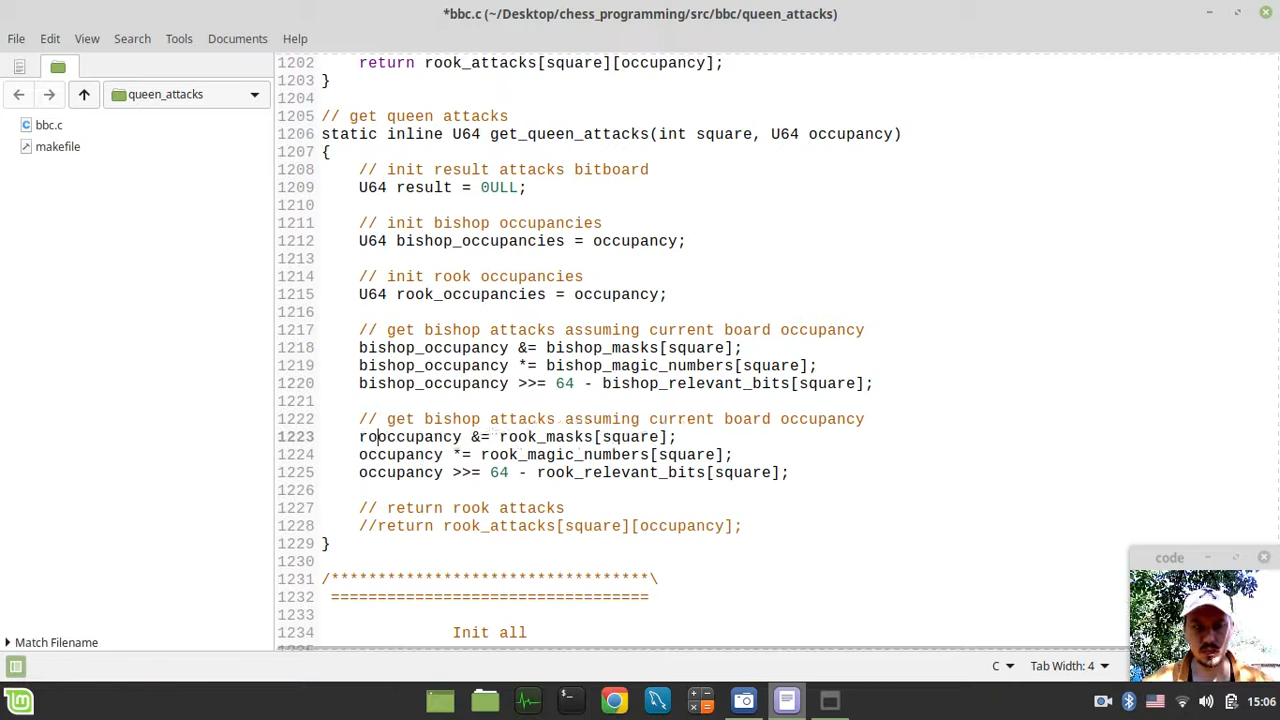 *bbc.c (~/Desktop/chess_programming/src/bbc/queen_attacks)
File Edit View Search Tools Documents Help
queen_attacks
bbc.c
makefile
1202     return rook_attacks[square][occupancy];
1203 }
1204
1205 // get queen attacks
1206 static inline U64 get_queen_attacks(int square, U64 occupancy)
1207 {
1208     // init result attacks bitboard
1209     U64 result = 0ULL;
1210
1211     // init bishop occupancies
1212     U64 bishop_occupancies = occupancy;
1213
1214     // init rook occupancies
1215     U64 rook_occupancies = occupancy;
1216
1217     // get bishop attacks assuming current board occupancy
1218     bishop_occupancy &= bishop_masks[square];
1219     bishop_occupancy *= bishop_magic_numbers[square];
1220     bishop_occupancy >>= 64 - bishop_relevant_bits[square];
1221
1222     // get bishop attacks assuming current board occupancy
1223     rooccupancy &= rook_masks[square];
1224     occupancy *= rook_magic_numbers[square];
1225     occupancy >>= 64 - rook_relevant_bits[square];
1226
1227     // return rook attacks
1228     //return rook_attacks[square][occupancy];
1229 }
1230
1231 /**********************************\
1232  ==================================
1233
1234               Init all
Match Filename
C Tab Width: 4
code
15:06